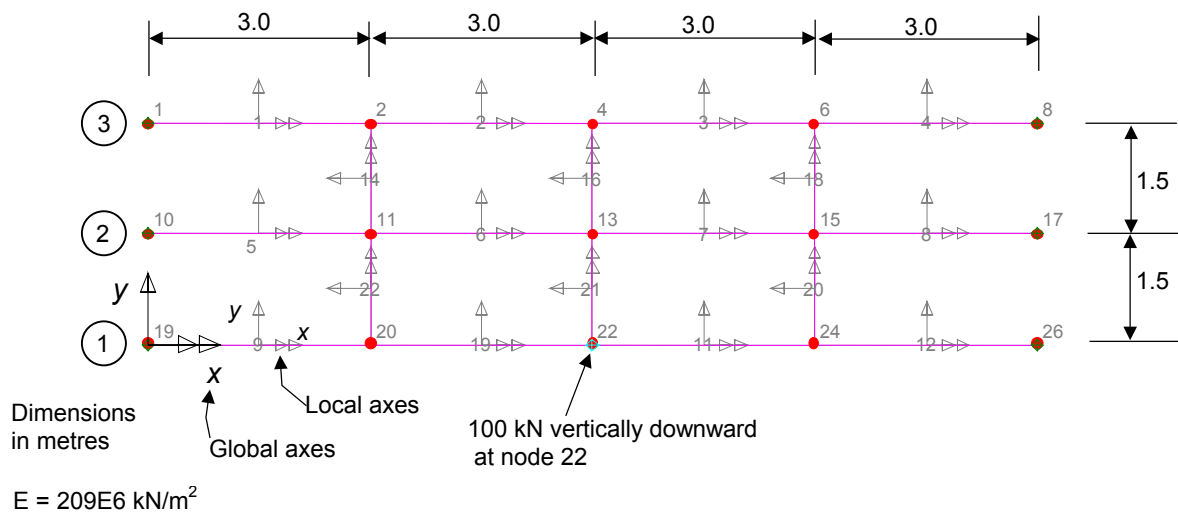 3.0 3.0 3.0 3.0
3 1 1 2 2 4 3 6 4 8
14 16 18 1.5
2 10 5 11 6 13 7 15 8 17
22 21 20 1.5
y y x
1 19 9 20 19 22 11 24 12 26
x
Local axes
Dimensions
in metres
Global axes
100 kN vertically downward
at node 22
E = 209E6 kN/m²